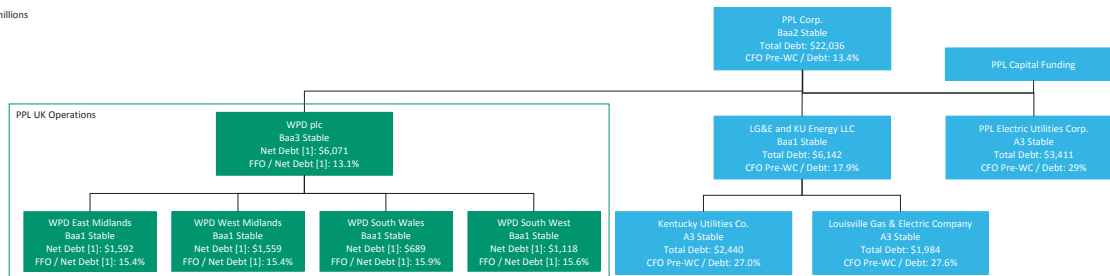 millions
PPL Corp.
Baa2 Stable
Total Debt: $22,036
CFO Pre-WC / Debt: 13.4%
PPL Capital Funding
PPL UK Operations
WPD plc
Baa3 Stable
Net Debt [1]: $6,071
FFO / Net Debt [1]: 13.1%
LG&E and KU Energy LLC
Baa1 Stable
Total Debt: $6,142
CFO Pre-WC / Debt: 17.9%
PPL Electric Utilities Corp.
A3 Stable
Total Debt: $3,411
CFO Pre-WC / Debt: 29%
WPD East Midlands
Baa1 Stable
Net Debt [1]: $1,592
FFO / Net Debt [1]: 15.4%
WPD West Midlands
Baa1 Stable
Net Debt [1]: $1,559
FFO / Net Debt [1]: 15.4%
WPD South Wales
Baa1 Stable
Net Debt [1]: $689
FFO / Net Debt [1]: 15.9%
WPD South West
Baa1 Stable
Net Debt [1]: $1,118
FFO / Net Debt [1]: 15.6%
Kentucky Utilities Co.
A3 Stable
Total Debt: $2,440
CFO Pre-WC / Debt: 27.0%
Louisville Gas & Electric Company
A3 Stable
Total Debt: $1,984
CFO Pre-WC / Debt: 27.6%